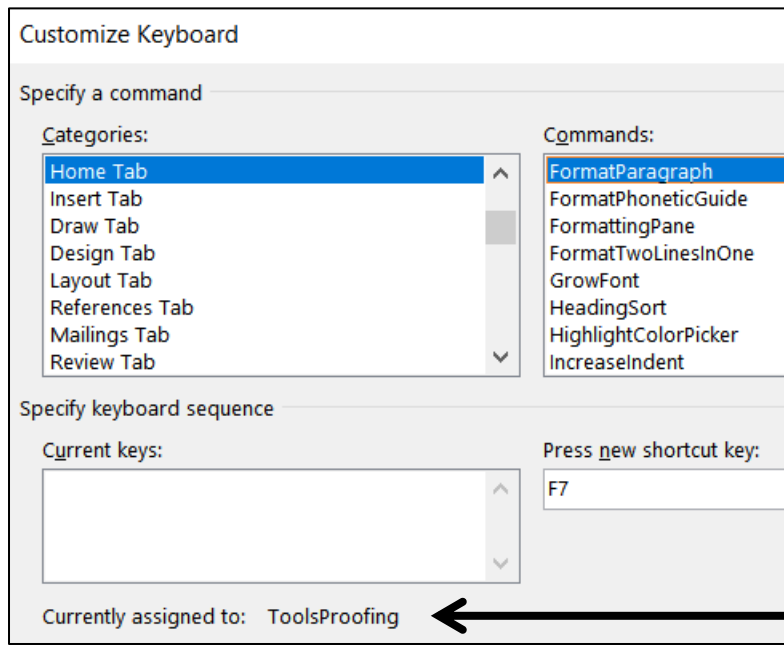 Customize Keyboard
Specify a command
Categories:
Home Tab
Insert Tab
Draw Tab
Design Tab
Layout Tab
References Tab
Mailings Tab
Review Tab
Commands:
FormatParagraph
FormatPhoneticGuide
FormattingPane
FormatTwoLinesInOne
GrowFont
HeadingSort
HighlightColorPicker
IncreaseIndent
Specify keyboard sequence
Current keys:
Press new shortcut key:
F7
Currently assigned to: ToolsProofing